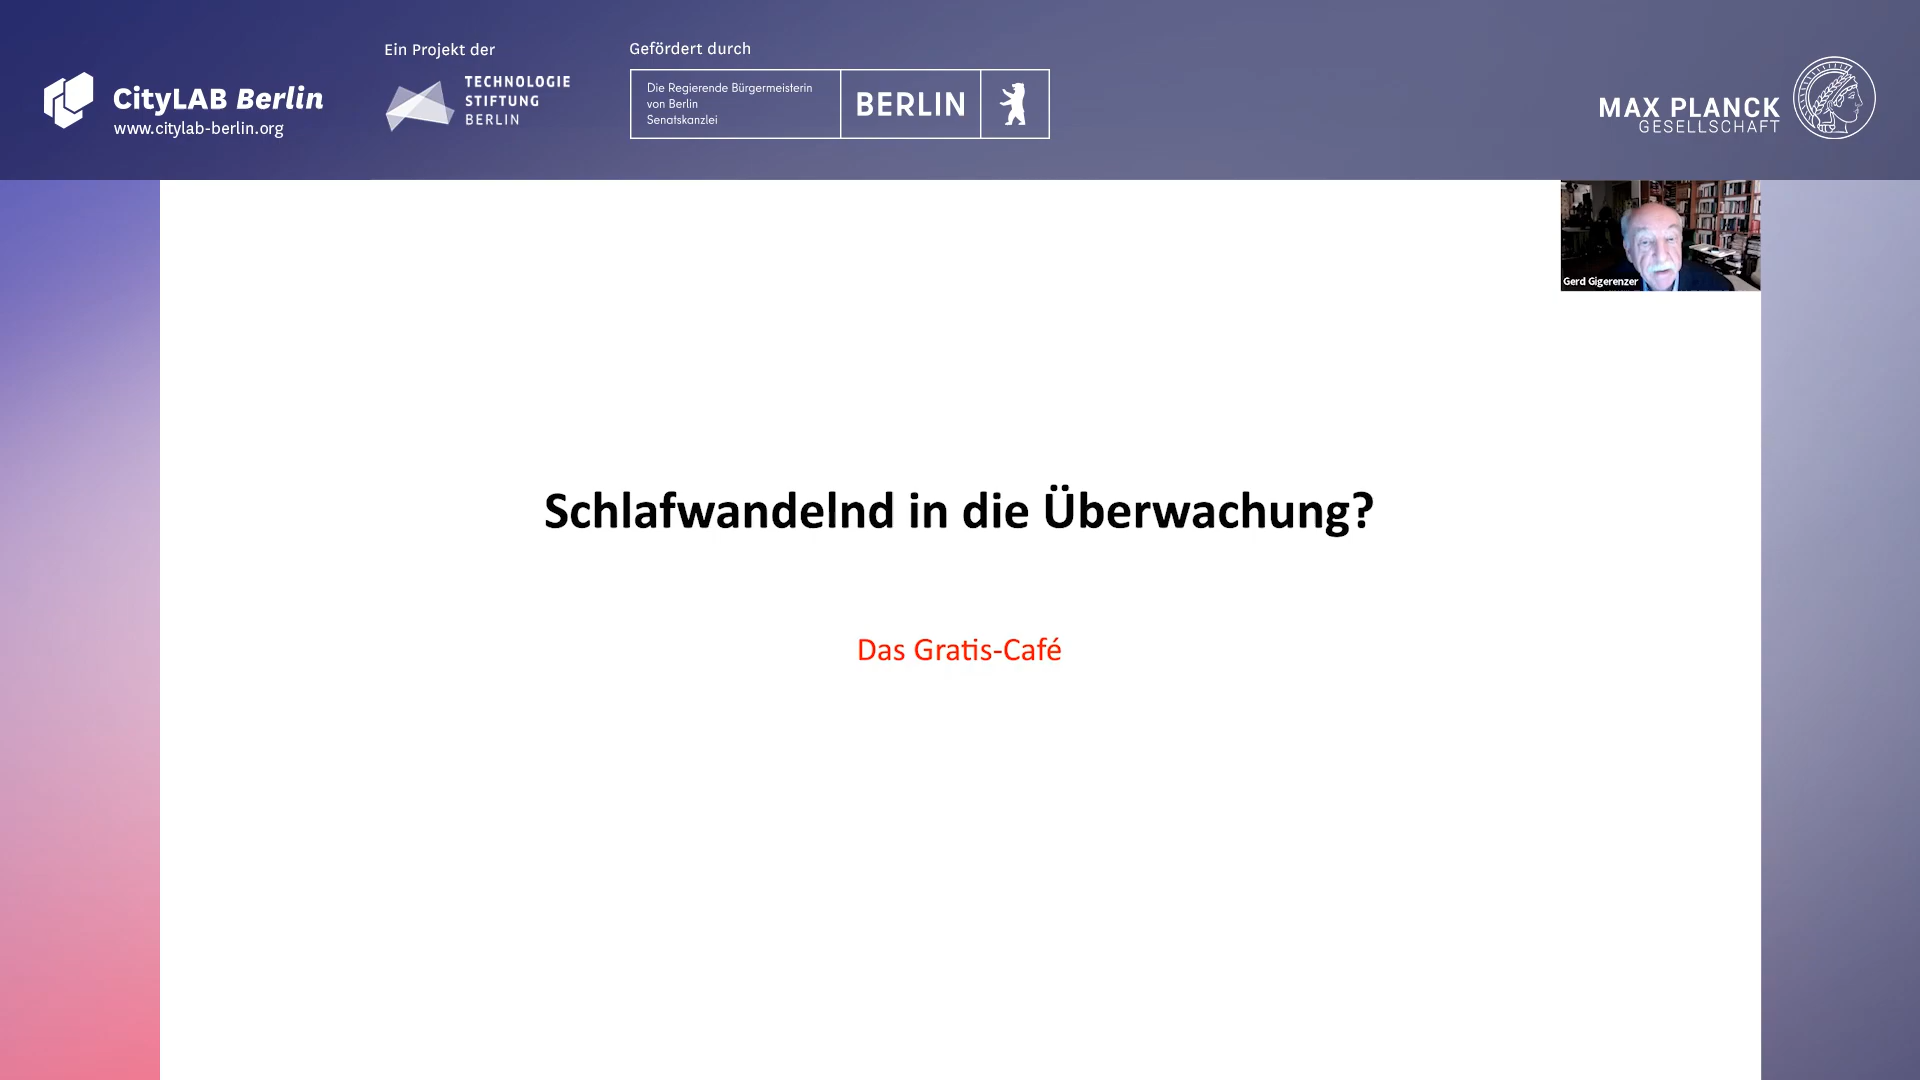 Ein Projekt der
Gefördert durch
CityLAB Berlin
www.citylab-berlin.org
TECHNOLOGIE
STIFTUNG
BERLIN
Die Regierende Bürgermeisterin
von Berlin
Senatskanzlei
BERLIN
MAX PLANCK
GESELLSCHAFT
Gerd Gigerenzer
Schlafwandelnd in die Überwachung?
Das Gratis-Café